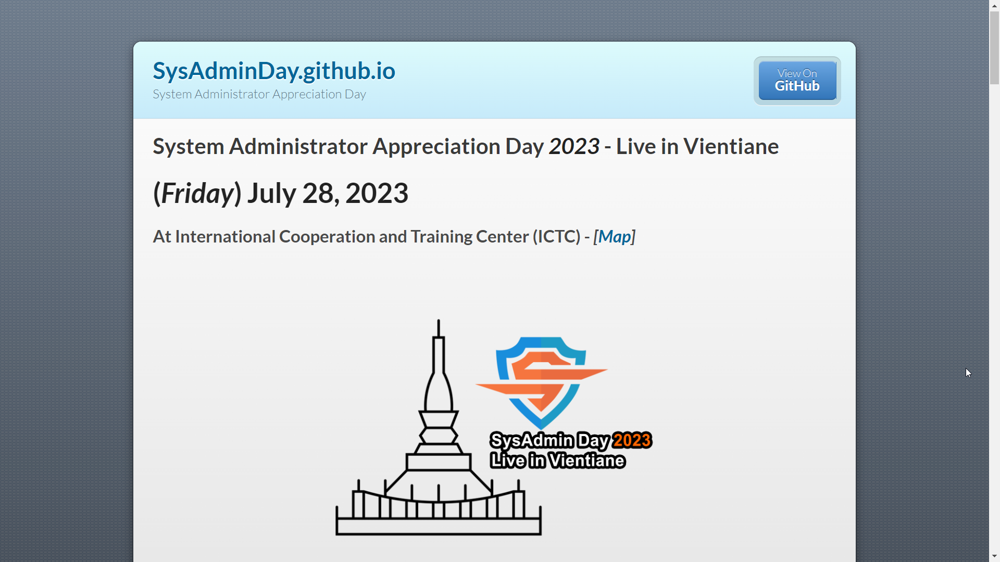 SysAdminDay.github.io
System Administrator Appreciation Day
View On
GitHub
System Administrator Appreciation Day 2023 - Live in Vientiane
(Friday) July 28, 2023
At International Cooperation and Training Center (ICTC) - [Map]
SysAdmin Day 2023
Live in Vientiane